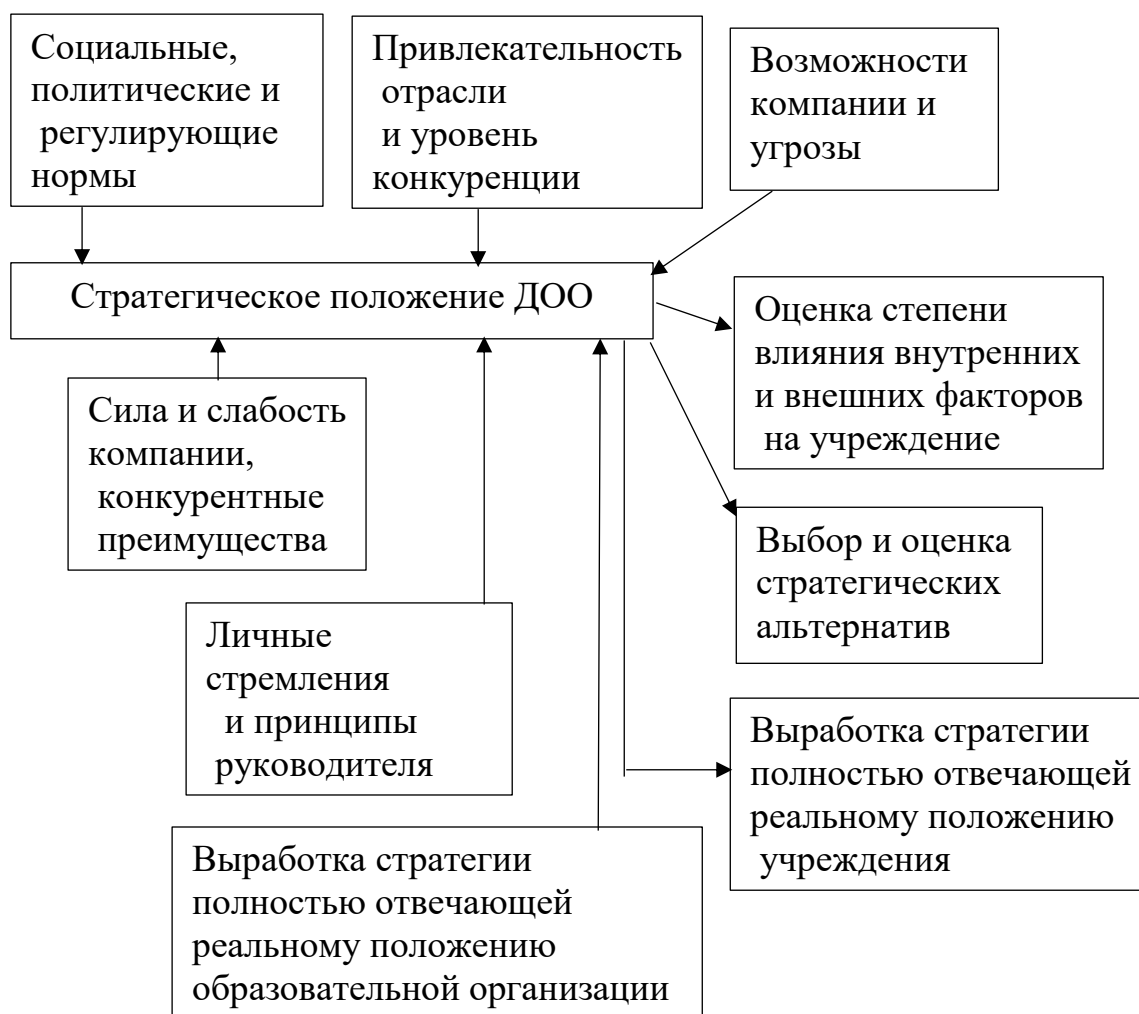 Социальные,
политические и
регулирующие
нормы
Привлекательность
отрасли
и уровень
конкуренции
Возможности
компании и
угрозы
Стратегическое положение ДОО
Оценка степени
влияния внутренних
и внешних факторов
на учреждение
Сила и слабость
компании,
конкурентные
преимущества
Выбор и оценка
стратегических
альтернатив
Личные
стремления
и принципы
руководителя
Выработка стратегии
полностью отвечающей
реальному положению
учреждения
Выработка стратегии
полностью отвечающей
реальному положению
образовательной организации